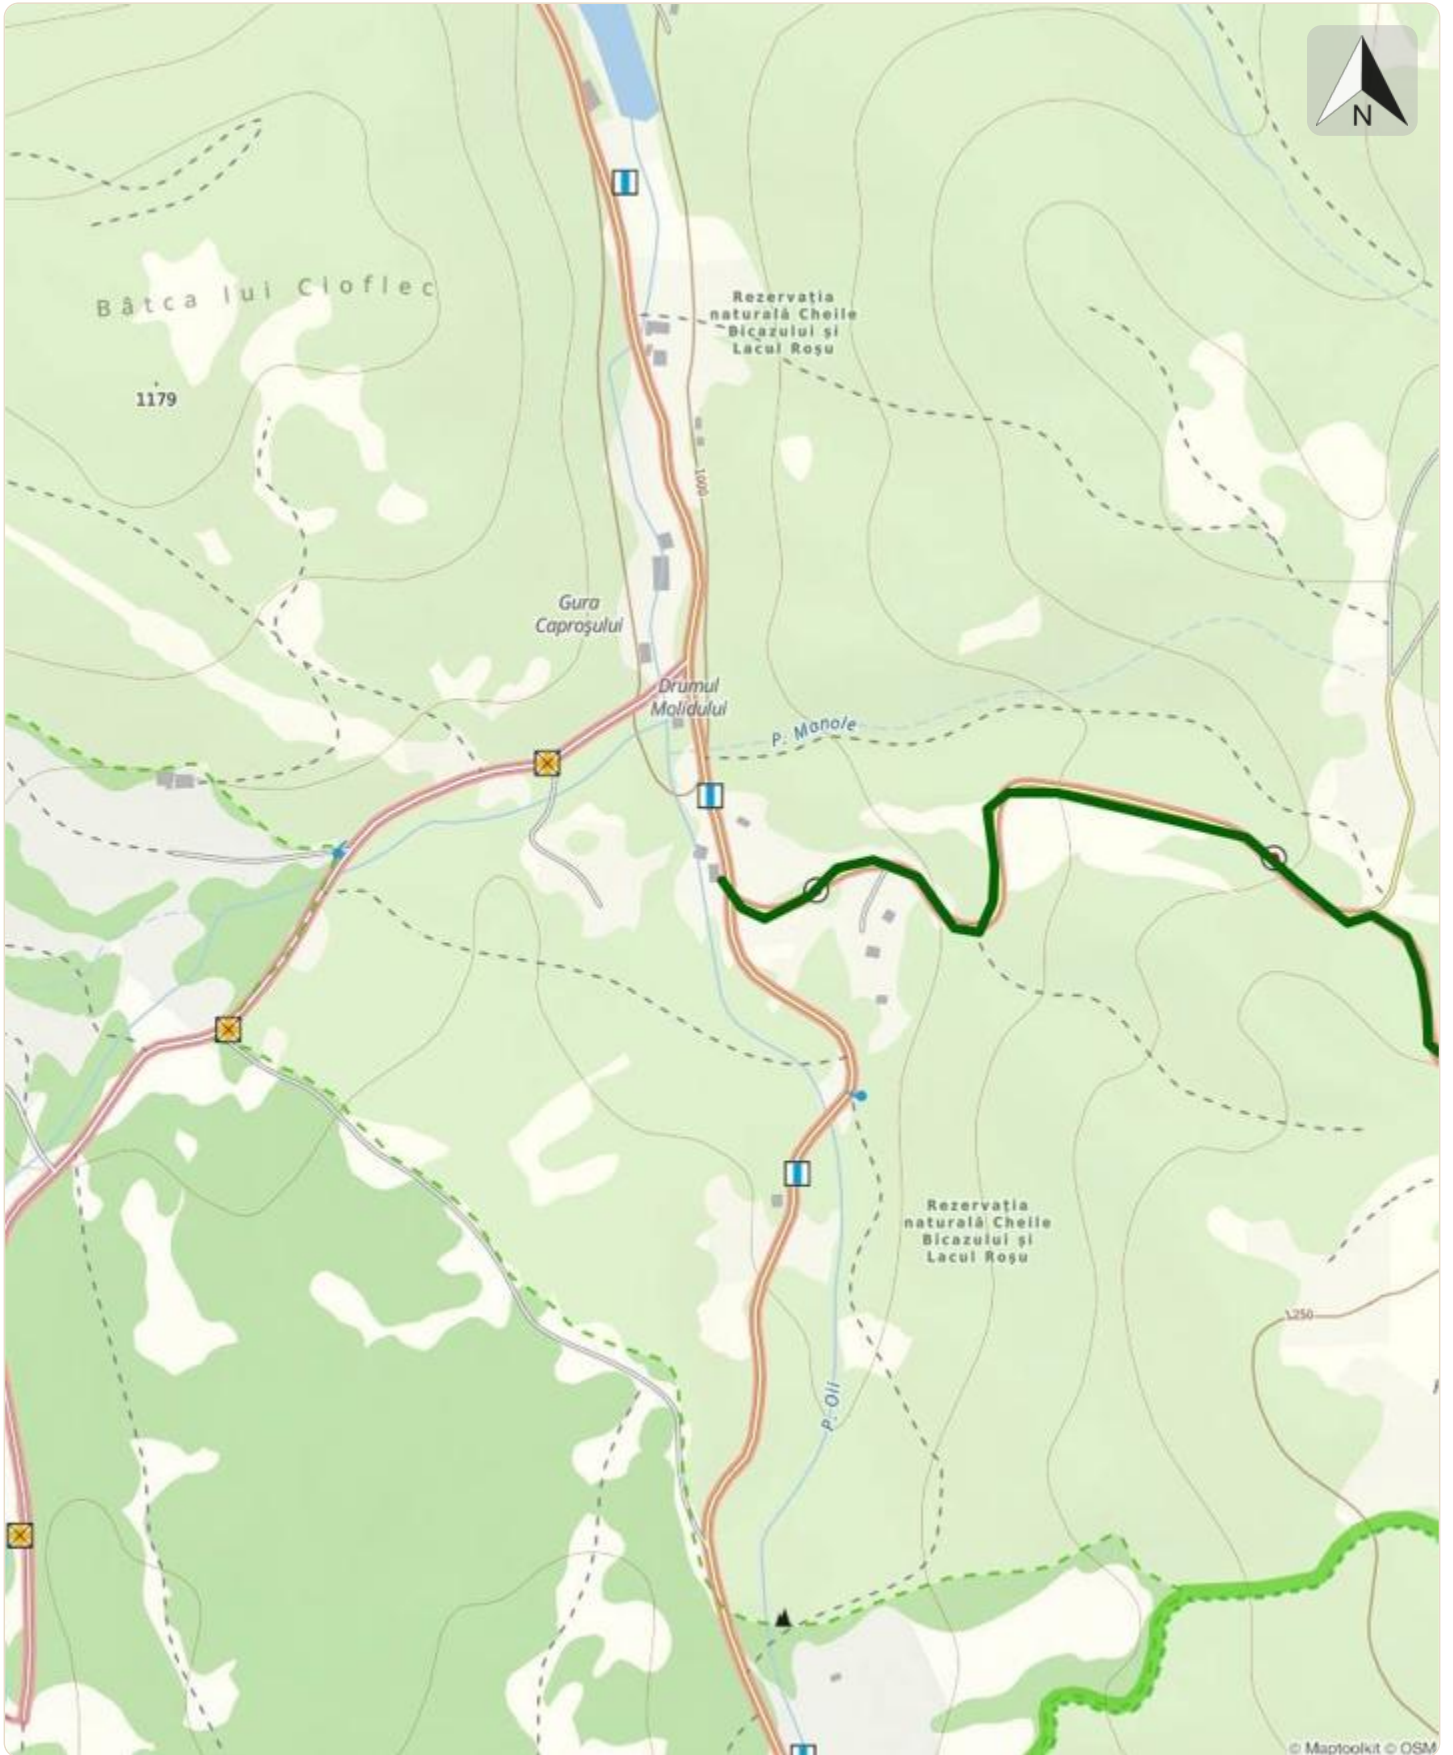 N
Bâtca lui Cioflec
Rezervația
naturală Cheile
Bicazului și
Lacul Roșu
1179
1000
Gura
Caproșului
Drumul
Molidului
P. Manole
Rezervația
naturală Cheile
Bicazului și
Lacul Roșu
1250
P. Oii
© Maptoolkit © OSM